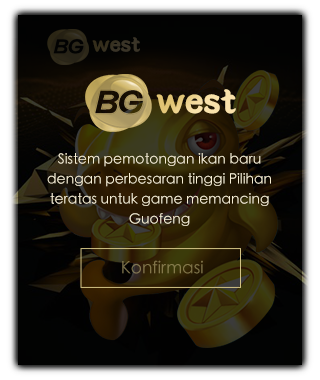 BG west
BG west
Sistem pemotongan ikan baru
dengan perbesaran tinggi Pilihan
teratas untuk game memancing
Guofeng
Konfirmasi